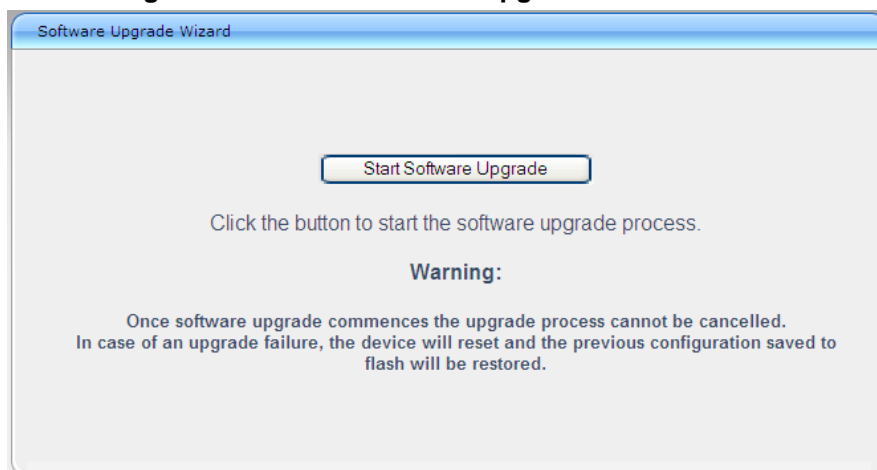 Software Upgrade Wizard
Start Software Upgrade
Click the button to start the software upgrade process.
Warning:
Once software upgrade commences the upgrade process cannot be cancelled.
In case of an upgrade failure, the device will reset and the previous configuration saved to
flash will be restored.